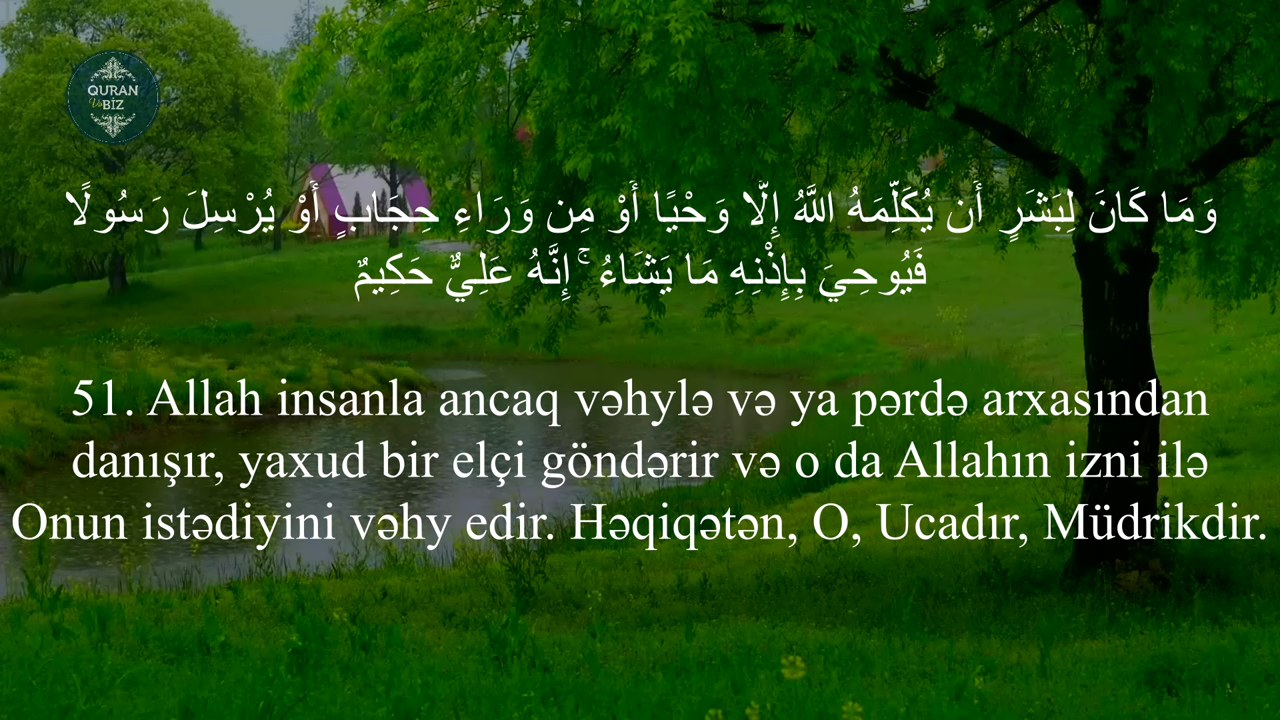 QURAN
Və BİZ
وَمَا كَانَ لِبَشَرٍ أَن يُكَلِّمَهُ اللَّهُ إِلَّا وَحْيًا أَوْ مِن وَرَاءِ حِجَابٍ أَوْ يُرْسِلَ رَسُولًا
فَيُوحِيَ بِإِذْنِهِ مَا يَشَاءُ ۚ إِنَّهُ عَلِيٌّ حَكِيمٌ
51. Allah insanla ancaq vəhylə və ya pərdə arxasından
danışır, yaxud bir elçi göndərir və o da Allahın izni ilə
Onun istədiyini vəhy edir. Həqiqətən, O, Ucadır, Müdrikdir.